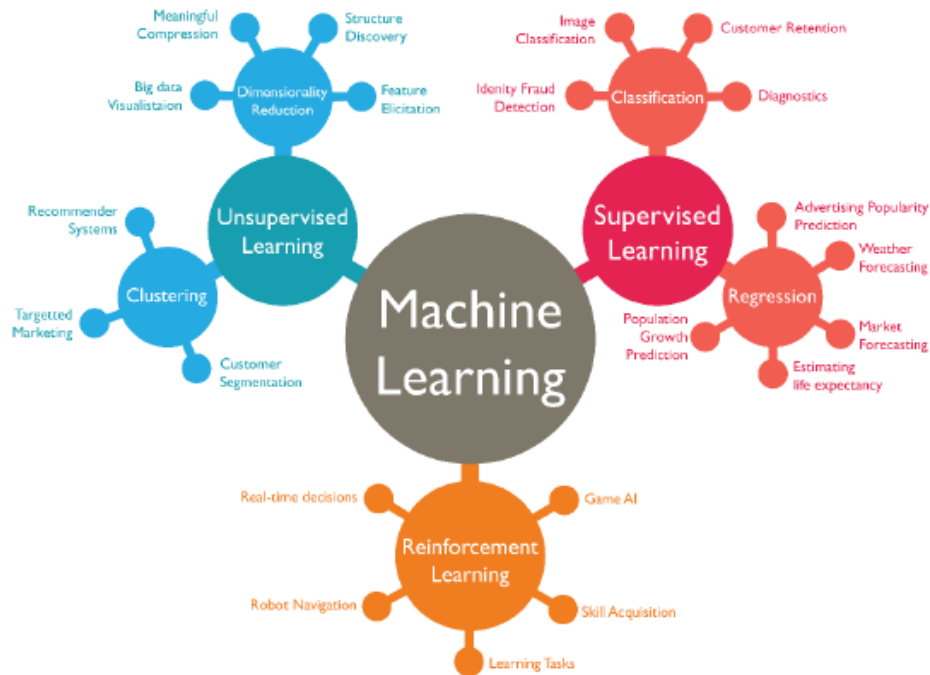 Meaningful
Compression
Structure
Discovery
Big data
Visualistaion
Dimensionality
Reduction
Feature
Elicitation
Unsupervised
Learning
Recommender
Systems
Clustering
Targetted
Marketing
Customer
Segmentation
Image
Classification
Customer Retention
Idenity Fraud
Detection
Classification
Diagnostics
Supervised
Learning
Advertising Popularity
Prediction
Weather
Forecasting
Regression
Population
Growth
Prediction
Market
Forecasting
Estimating
life expectancy
Machine
Learning
Real-time decisions
Game AI
Reinforcement
Learning
Robot Navigation
Skill Acquisition
Learning Tasks